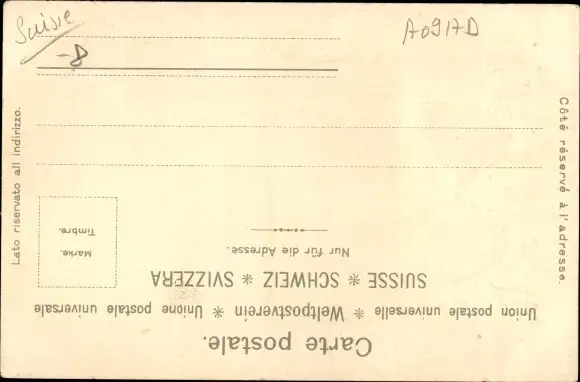 Carte postale.
Union postale universelle ✻ Weltpostverein ✻ Unione postale universale
SUISSE ✻ SCHWEIZ ✻ SVIZZERA
Nur für die Adresse.
Marke.
Timbre.
Côté réservé à l'adresse.
Lato riservato all indirizzo.
Suisse
-8
A0917D